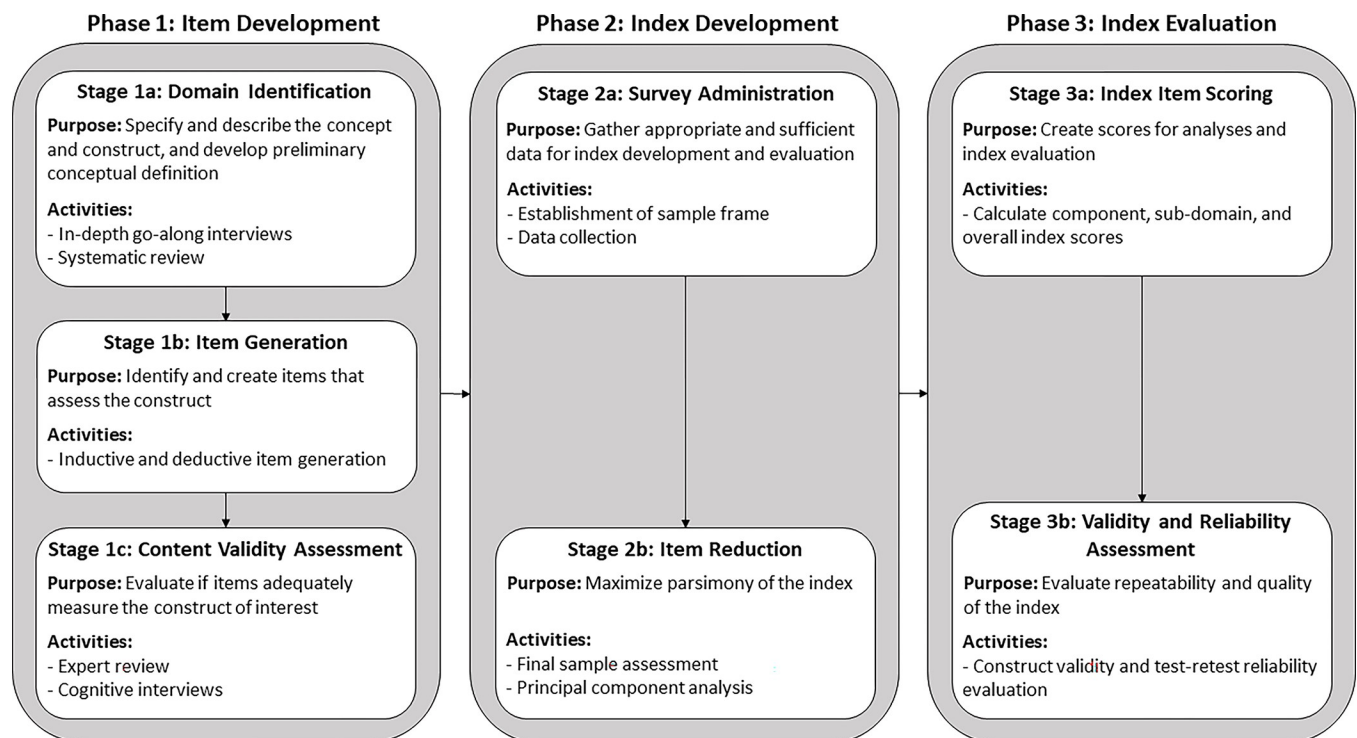 Phase 1: Item Development
Stage 1a: Domain Identification
Purpose: Specify and describe the concept
and construct, and develop preliminary
conceptual definition
Activities:
- In-depth go-along interviews
- Systematic review
Stage 1b: Item Generation
Purpose: Identify and create items that
assess the construct
Activities:
- Inductive and deductive item generation
Stage 1c: Content Validity Assessment
Purpose: Evaluate if items adequately
measure the construct of interest
Activities:
- Expert review
- Cognitive interviews
Phase 2: Index Development
Stage 2a: Survey Administration
Purpose: Gather appropriate and sufficient
data for index development and evaluation
Activities:
- Establishment of sample frame
- Data collection
Stage 2b: Item Reduction
Purpose: Maximize parsimony of the index
Activities:
- Final sample assessment
- Principal component analysis
Phase 3: Index Evaluation
Stage 3a: Index Item Scoring
Purpose: Create scores for analyses and
index evaluation
Activities:
- Calculate component, sub-domain, and
overall index scores
Stage 3b: Validity and Reliability
Assessment
Purpose: Evaluate repeatability and quality
of the index
Activities:
- Construct validity and test-retest reliability
evaluation